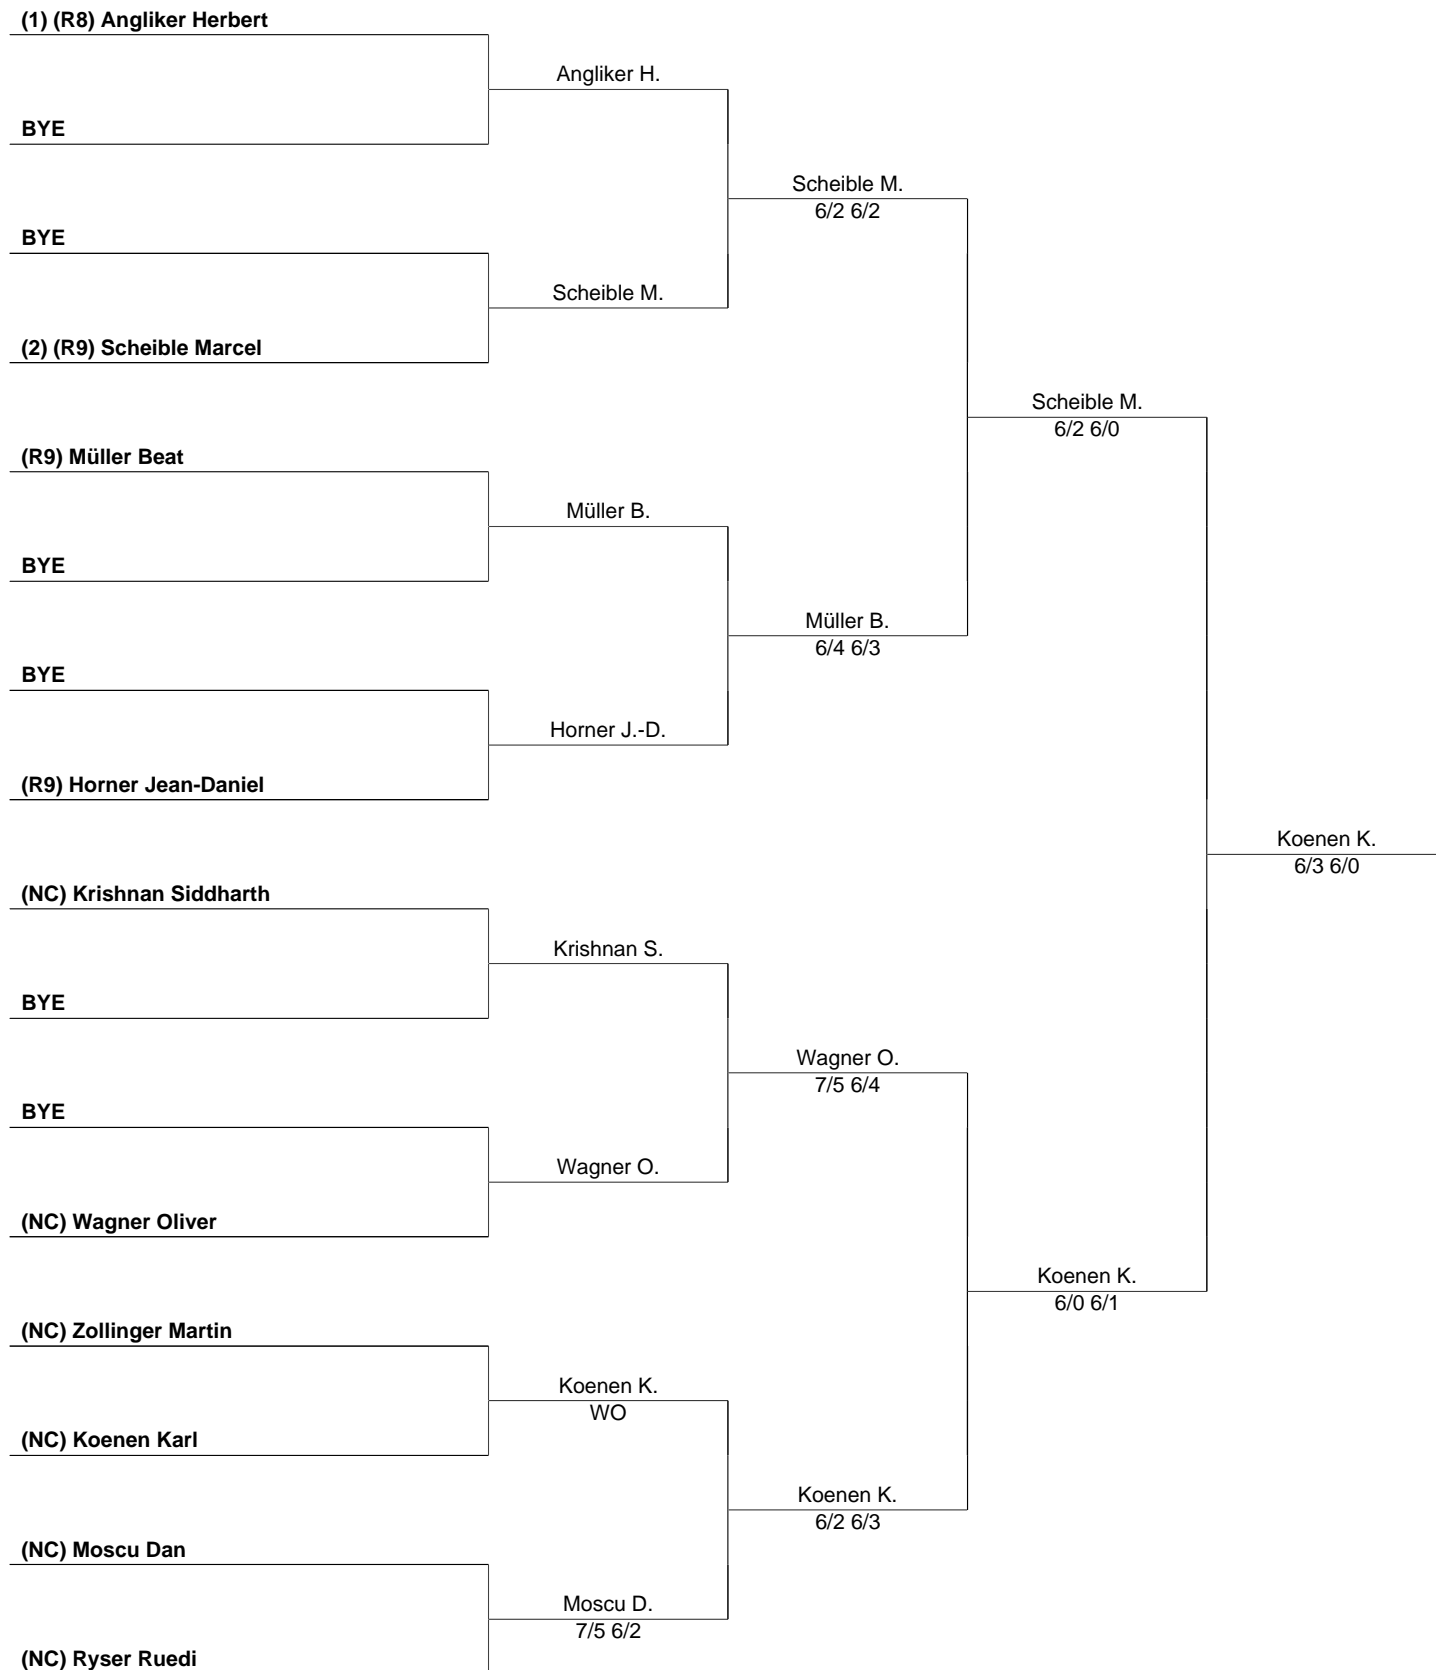 (1) (R8) Angliker Herbert
Angliker H.
BYE
Scheible M.
6/2 6/2
BYE
Scheible M.
(2) (R9) Scheible Marcel
Scheible M.
6/2 6/0
(R9) Müller Beat
Müller B.
BYE
Müller B.
6/4 6/3
BYE
Horner J.-D.
(R9) Horner Jean-Daniel
Koenen K.
6/3 6/0
(NC) Krishnan Siddharth
Krishnan S.
BYE
Wagner O.
7/5 6/4
BYE
Wagner O.
(NC) Wagner Oliver
Koenen K.
6/0 6/1
(NC) Zollinger Martin
Koenen K.
WO
(NC) Koenen Karl
Koenen K.
6/2 6/3
(NC) Moscu Dan
Moscu D.
7/5 6/2
(NC) Ryser Ruedi